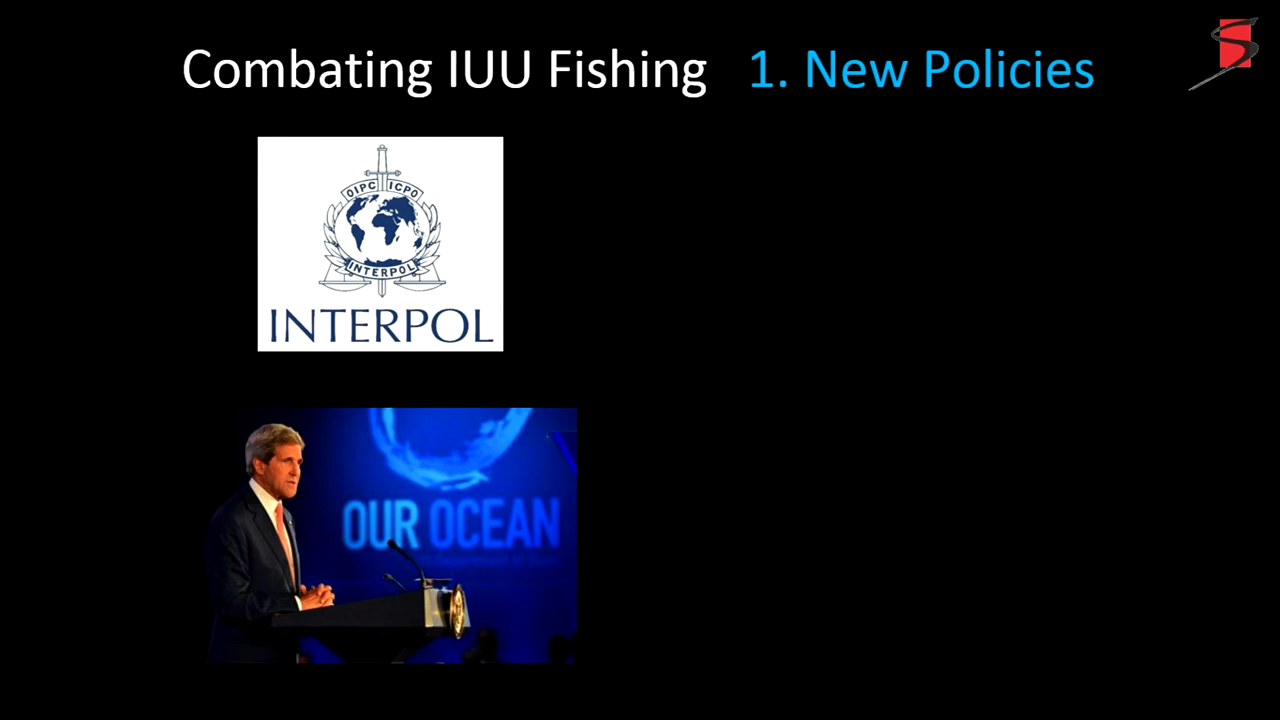 Combating IUU Fishing 1. New Policies
OIPC ICPO
INTERPOL
INTERPOL
OUR OCEAN